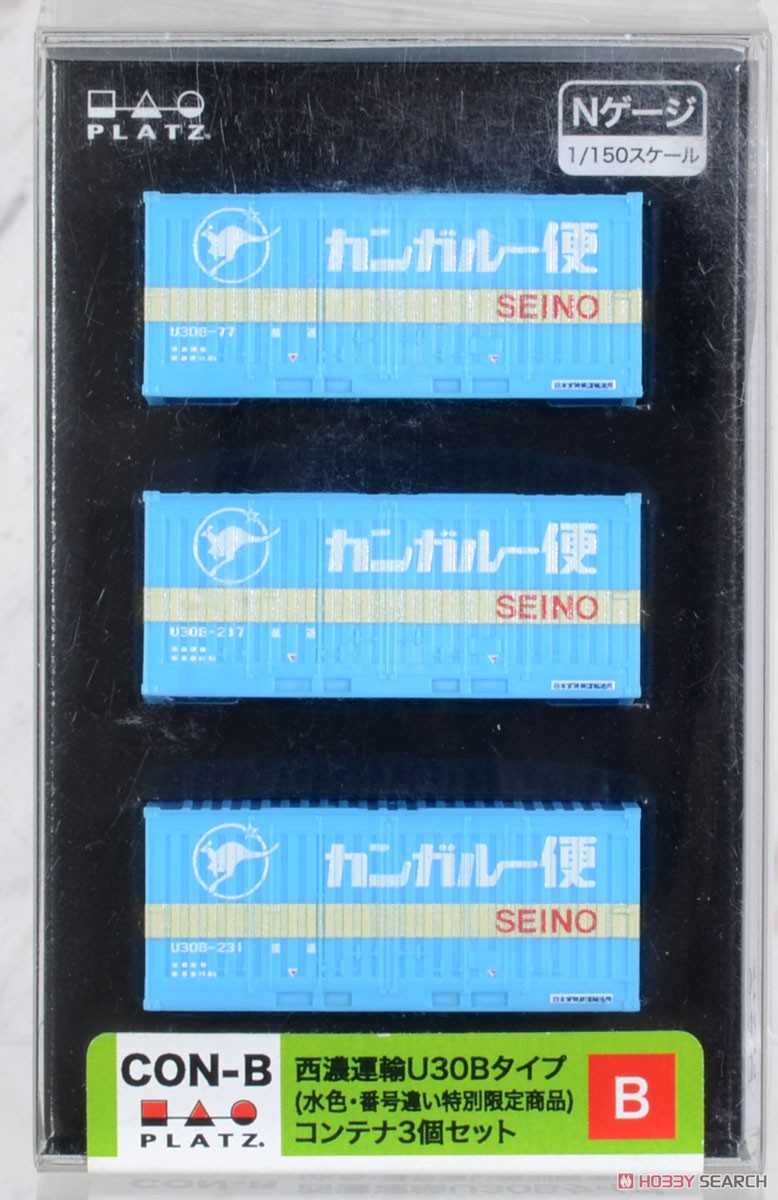 PLATZ.
Nゲージ
1/150スケール
カンガルー便
SEINO
U30B-77
カンガルー便
SEINO
U30B-217
カンガルー便
SEINO
U30B-231
CON-B
PLATZ.
西濃運輸U30Bタイプ
(水色・番号違い特別限定商品)
コンテナ3個セット
B
HOBBY SEARCH